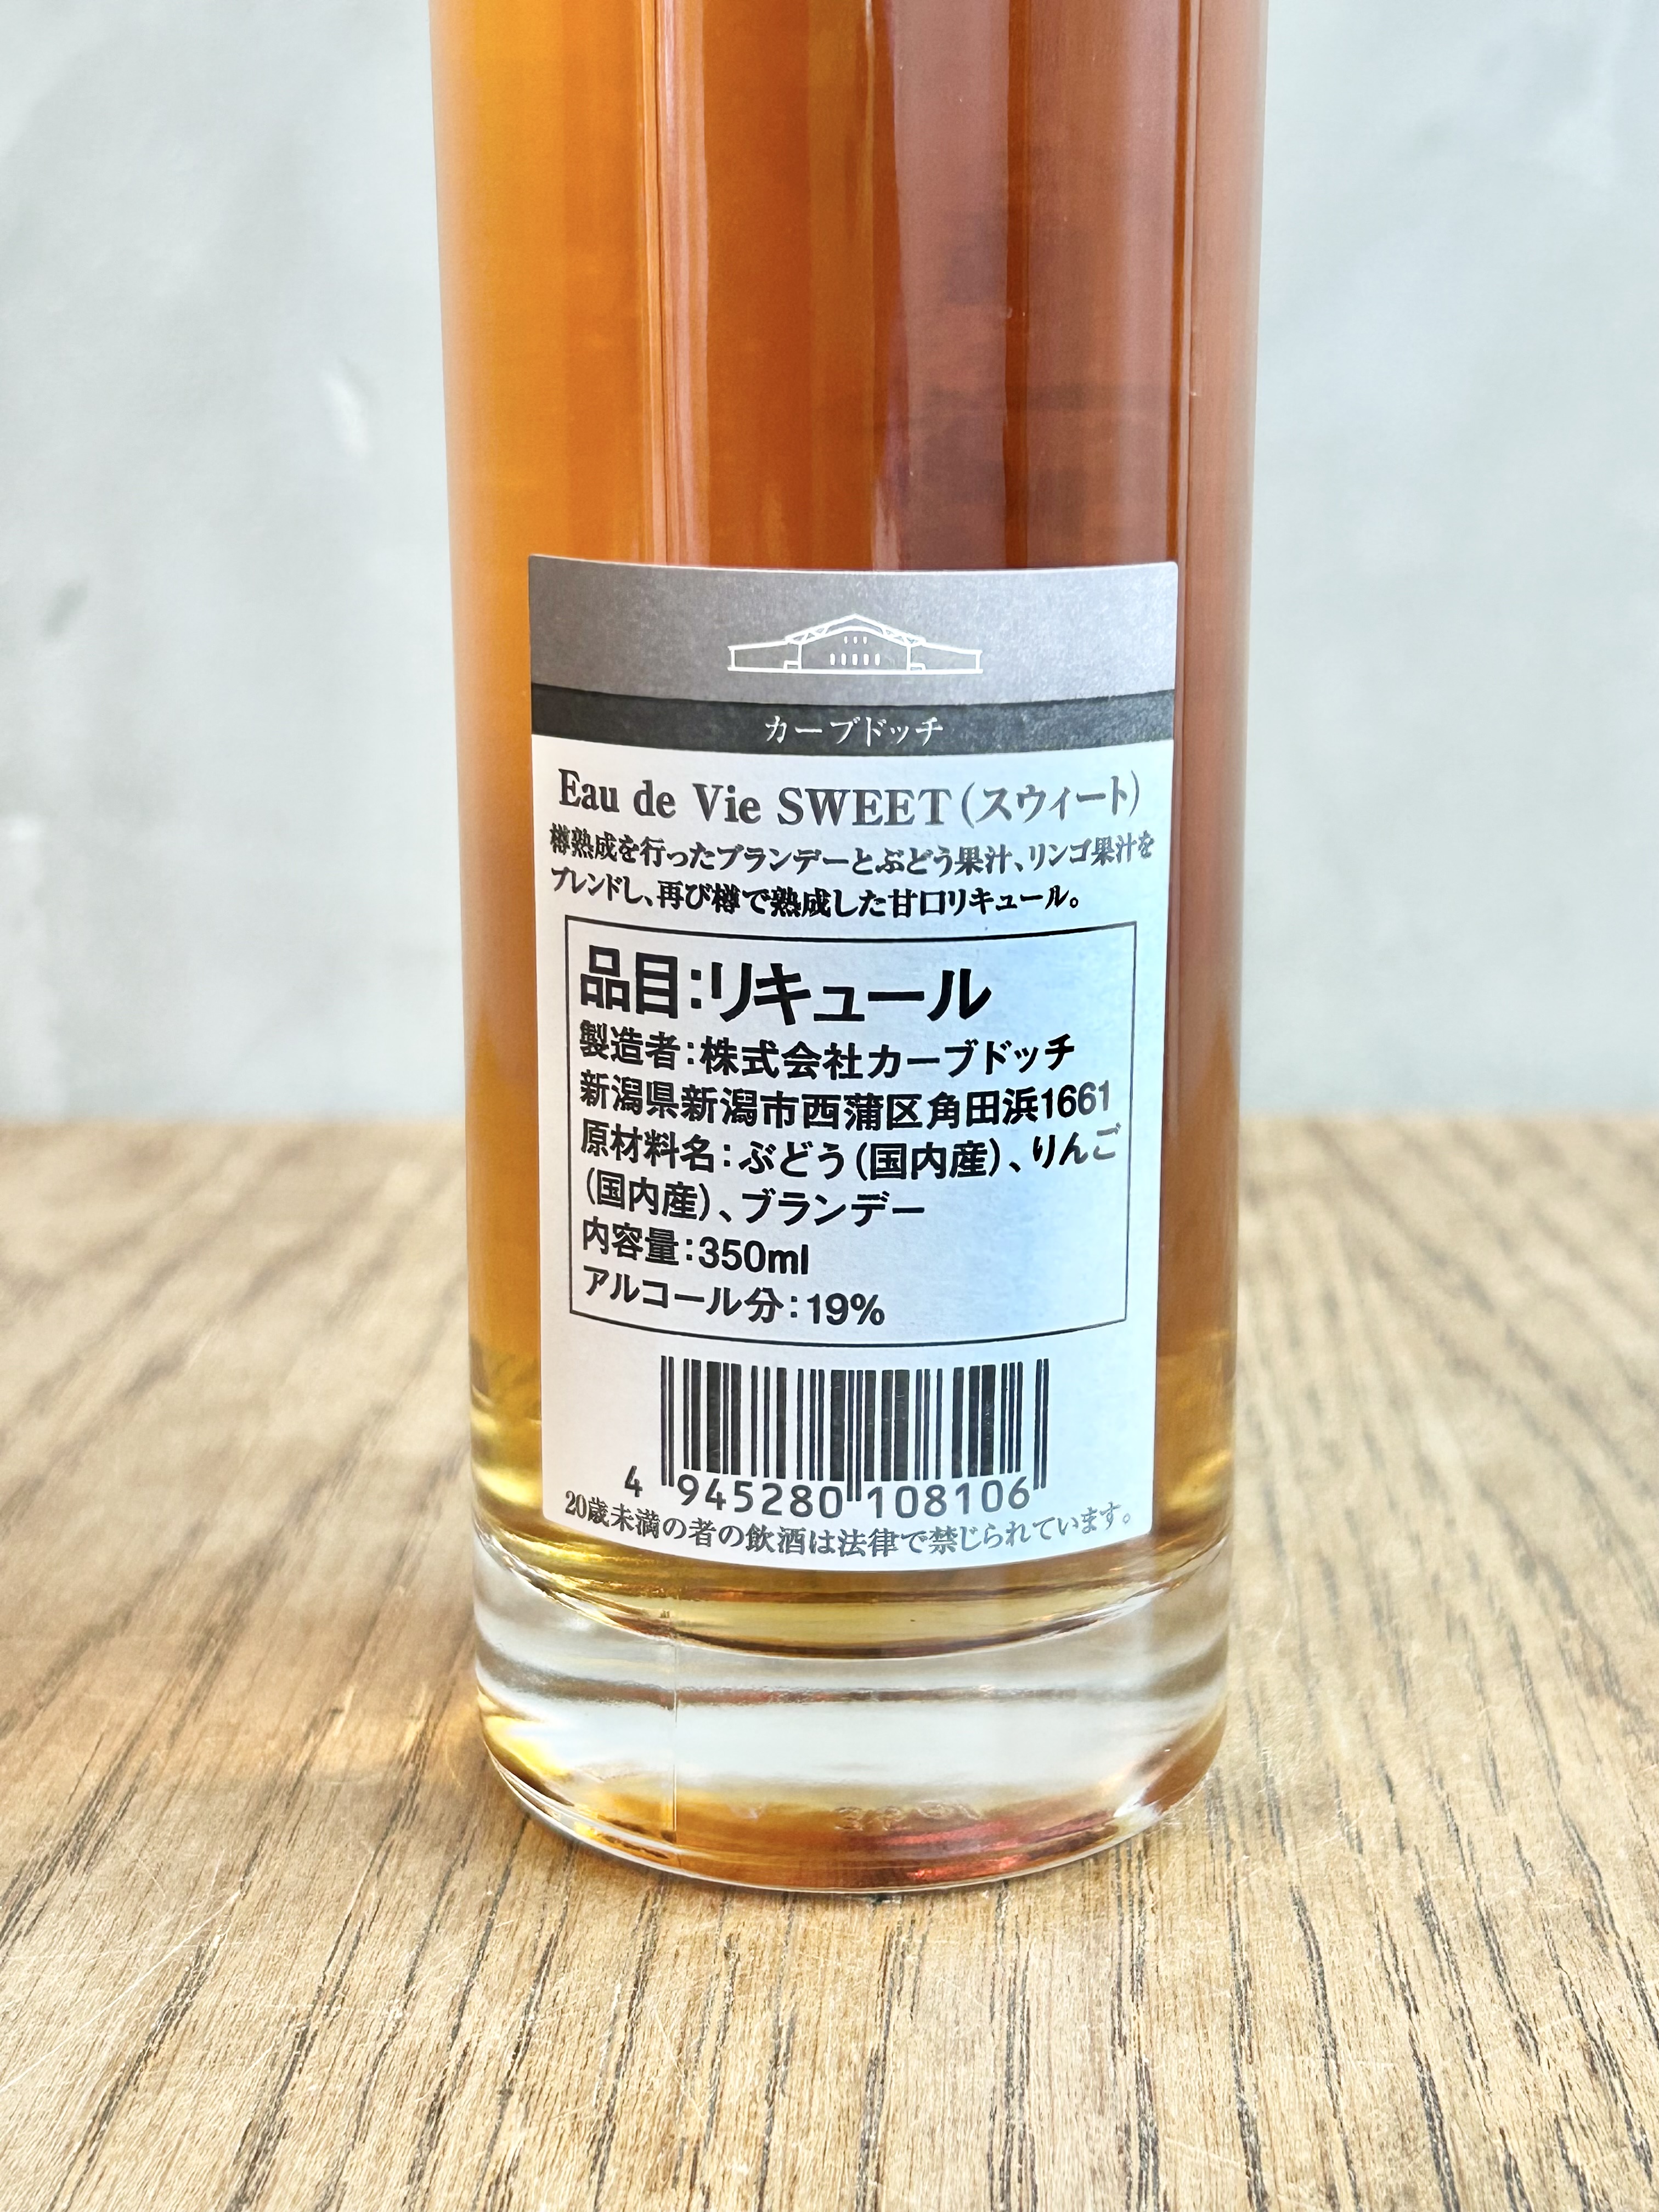 カーブドッチ
Eau de Vie SWEET(スウィート)
樽熟成を行ったブランデーとぶどう果汁、リンゴ果汁を
ブレンドし、再び樽で熟成した甘口リキュール。
品目:リキュール
製造者:株式会社カーブドッチ
新潟県新潟市西蒲区角田浜1661
原材料名:ぶどう(国内産)、りんご
(国内産)、ブランデー
内容量:350ml
アルコール分:19%
4 945280 108106
20歳未満の者の飲酒は法律で禁じられています。